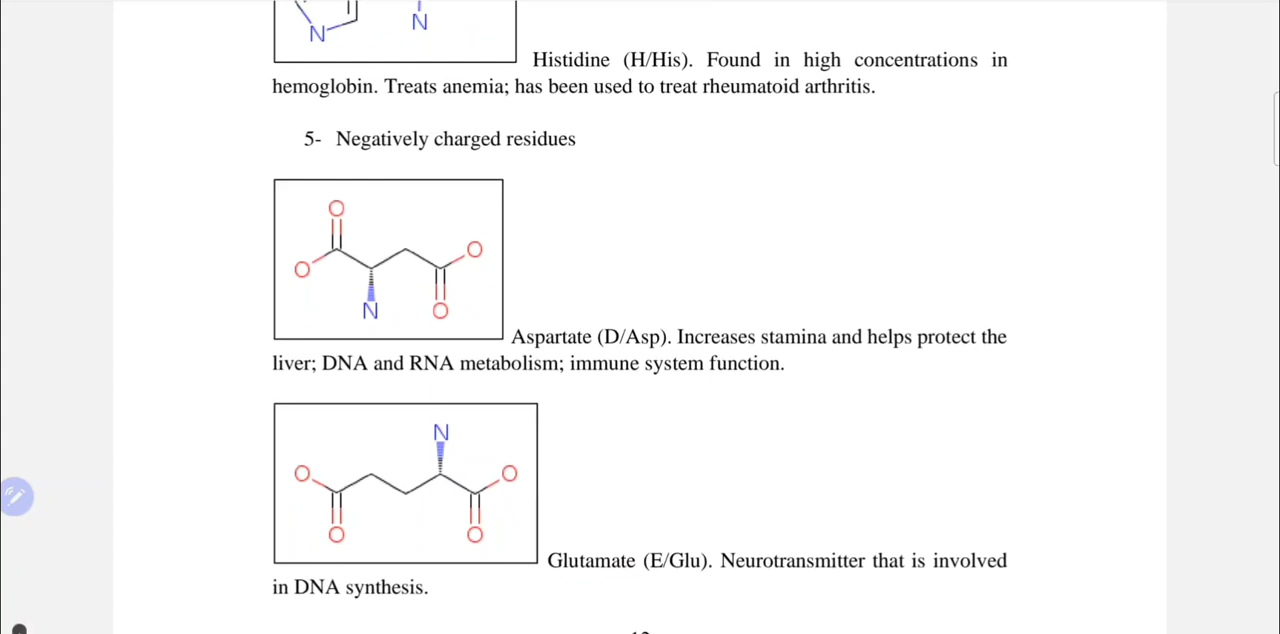 N
N
Histidine (H/His). Found in high concentrations in
hemoglobin. Treats anemia; has been used to treat rheumatoid arthritis.
5- Negatively charged residues
O
O
O
N
O
Aspartate (D/Asp). Increases stamina and helps protect the
liver; DNA and RNA metabolism; immune system function.
N
O
O
O
O
Glutamate (E/Glu). Neurotransmitter that is involved
in DNA synthesis.